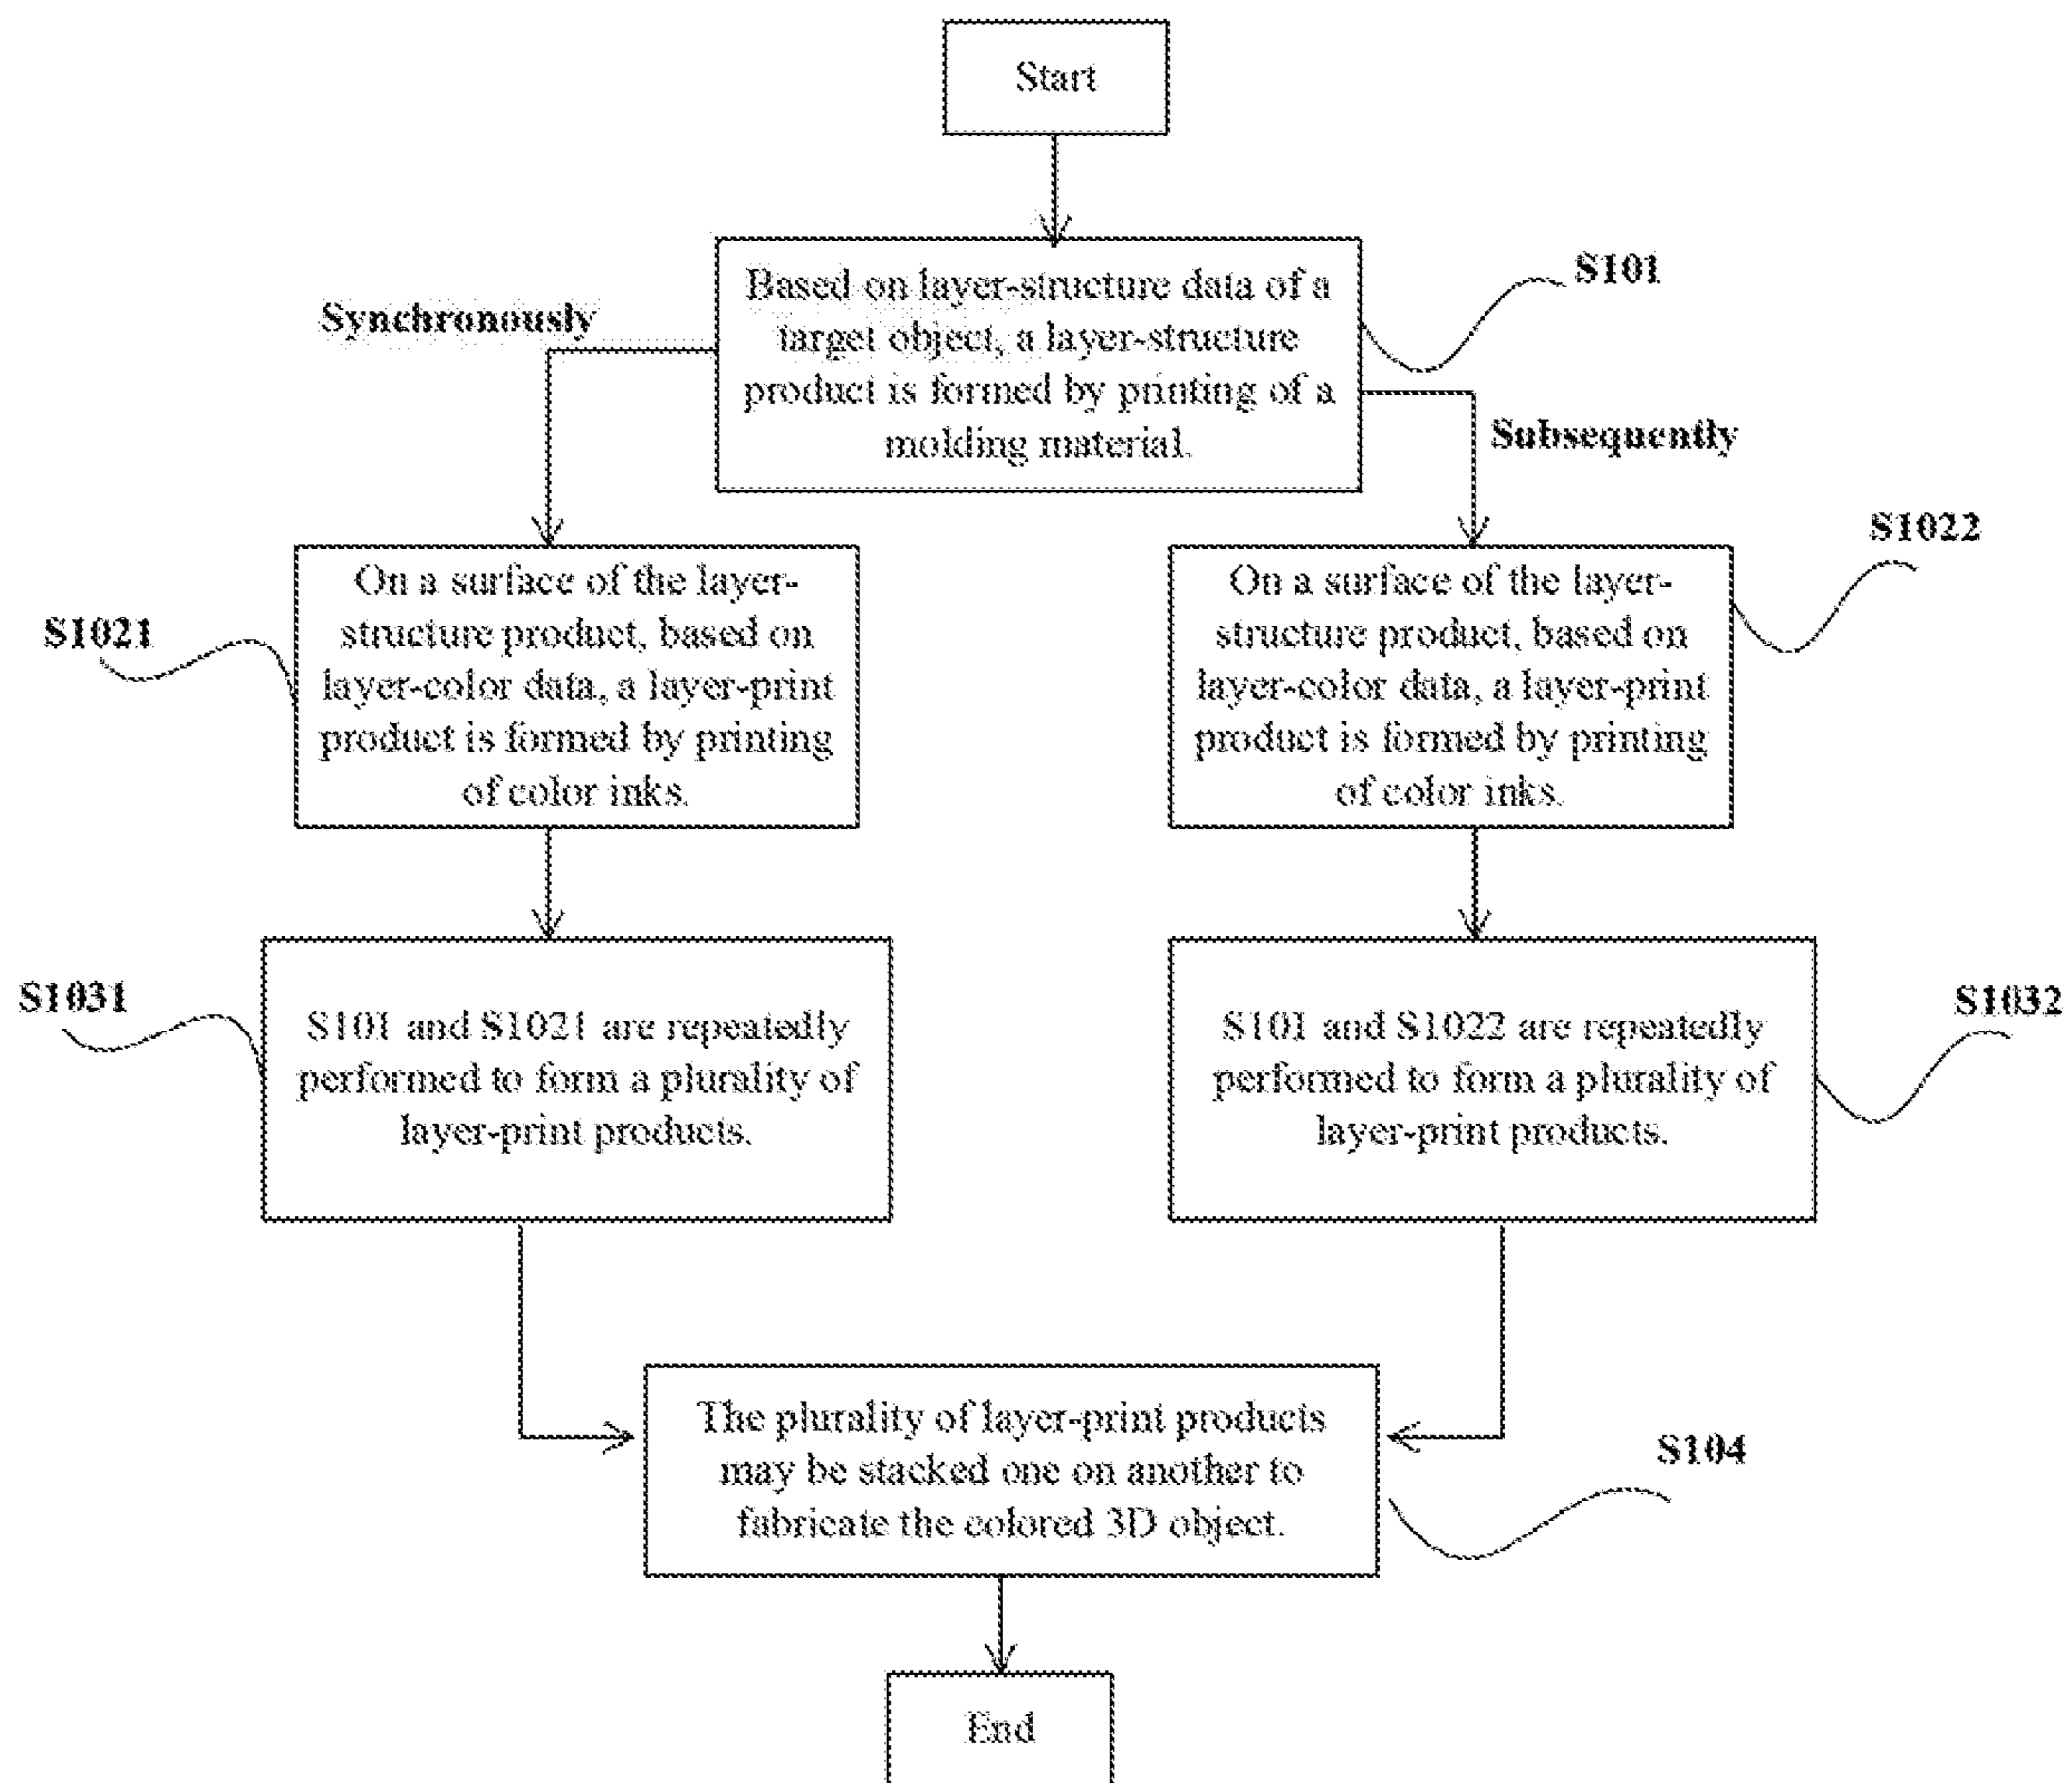 Start
S101
Based on layer-structure data of a
target object, a layer-structure
product is formed by printing of a
molding material.
Synchronously
Subsequently
S1021
On a surface of the layer-
structure product, based on
layer-color data, a layer-print
product is formed by printing
of color inks.
S1022
On a surface of the layer-
structure product, based on
layer-color data, a layer-print
product is formed by printing
of color inks.
S1031
S101 and S1021 are repeatedly
performed to form a plurality of
layer-print products.
S1032
S101 and S1022 are repeatedly
performed to form a plurality of
layer-print products.
The plurality of layer-print products
may be stacked one on another to
fabricate the colored 3D object.
S104
End